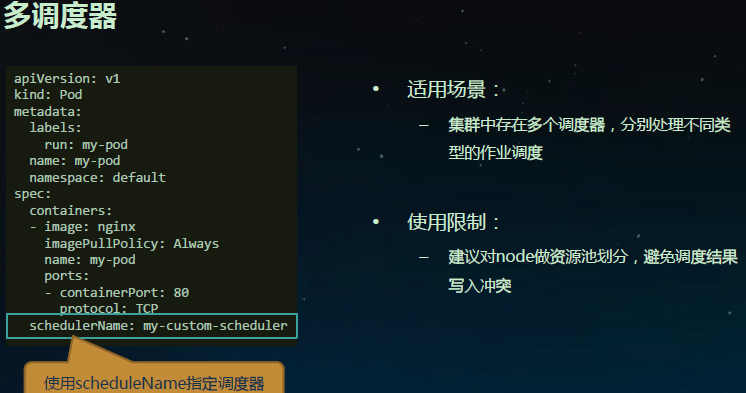 多调度器
apiVersion: v1
kind: Pod
metadata:
  labels:
    run: my-pod
  name: my-pod
  namespace: default
spec:
  containers:
  - image: nginx
    imagePullPolicy: Always
    name: my-pod
    ports:
    - containerPort: 80
      protocol: TCP
  schedulerName: my-custom-scheduler
使用scheduleName指定调度器
• 适用场景：
– 集群中存在多个调度器，分别处理不同类
型的作业调度
• 使用限制：
– 建议对node做资源池划分，避免调度结果
写入冲突